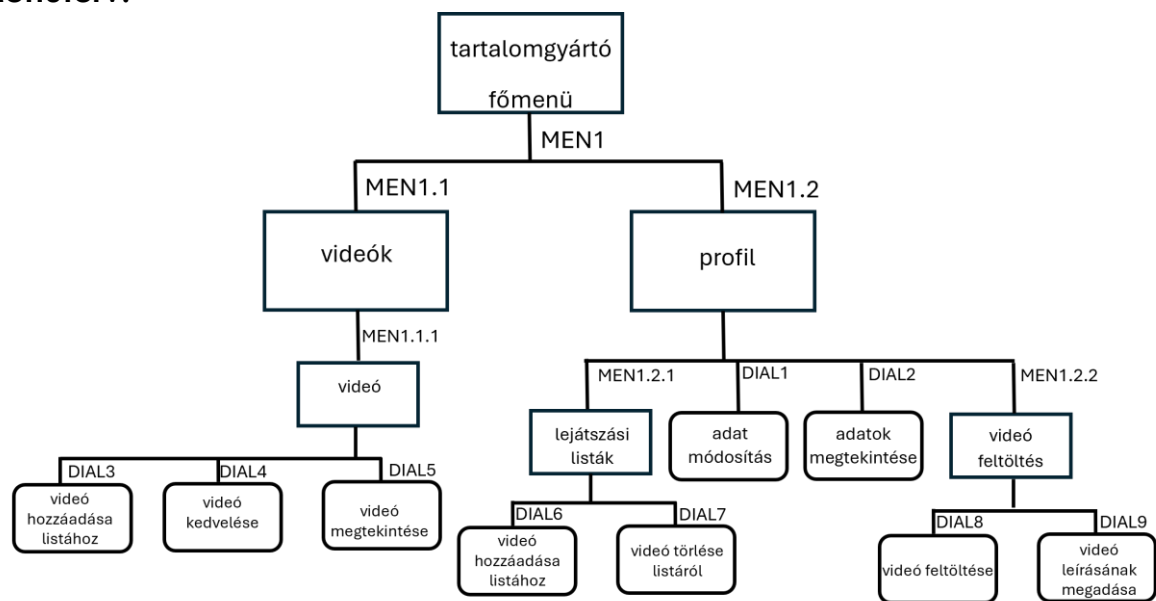 tartalomgyártó
főmenü
MEN1
MEN1.1
MEN1.2
videók
profil
MEN1.1.1
videó
MEN1.2.1
DIAL1
DIAL2
MEN1.2.2
lejátszási
listák
adat
módosítás
adatok
megtekintése
videó
feltöltés
DIAL3
DIAL4
DIAL5
videó
hozzáadása
listához
videó
kedvelése
videó
megtekintése
DIAL6
DIAL7
DIAL8
DIAL9
videó
hozzáadása
listához
videó törlése
listáról
videó feltöltése
videó
leírásának
megadása